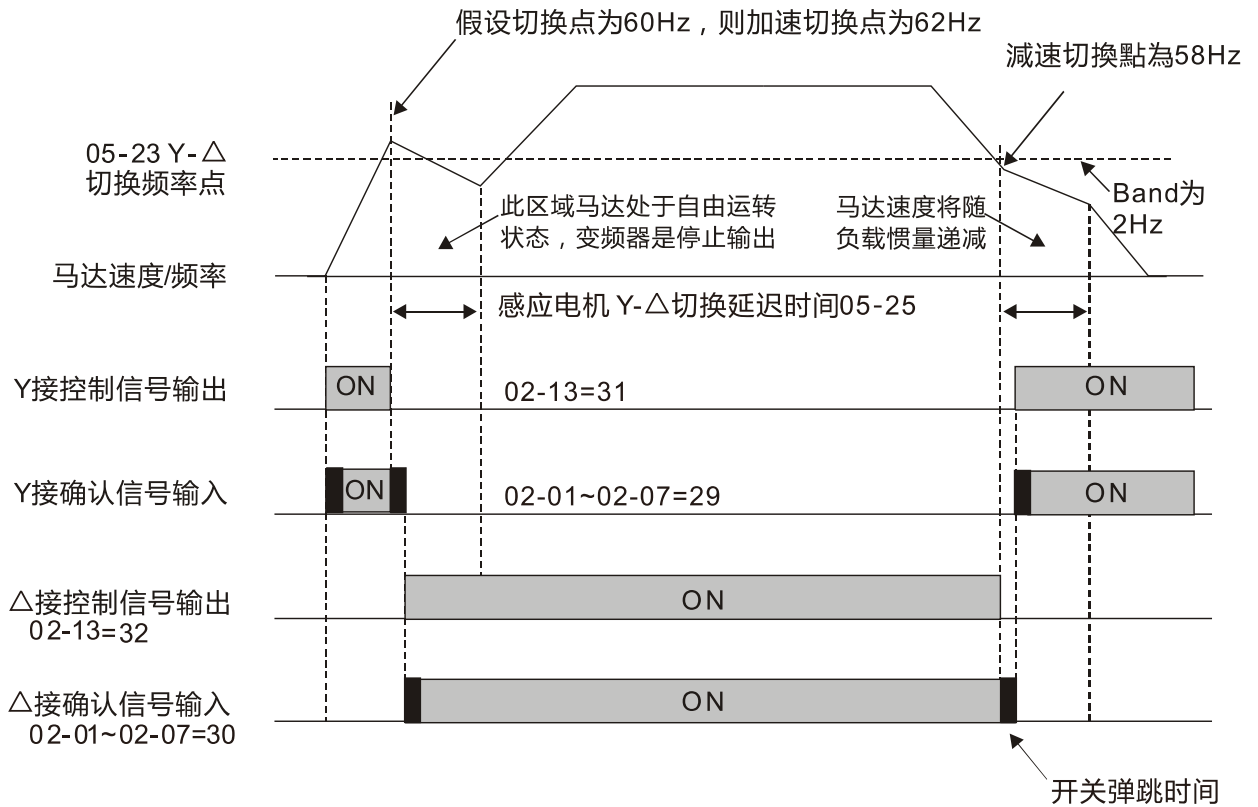 假设切换点为60Hz，则加速切换点为62Hz
減速切換點為58Hz
05-23 Y-△
切换频率点
此区域马达处于自由运转
状态，变频器是停止输出
马达速度将随
负载惯量递减
Band为
2Hz
马达速度/频率
感应电机 Y-△切换延迟时间05-25
Y接控制信号输出
ON
02-13=31
ON
Y接确认信号输入
ON
02-01~02-07=29
ON
△接控制信号输出
02-13=32
ON
△接确认信号输入
02-01~02-07=30
ON
开关弹跳时间